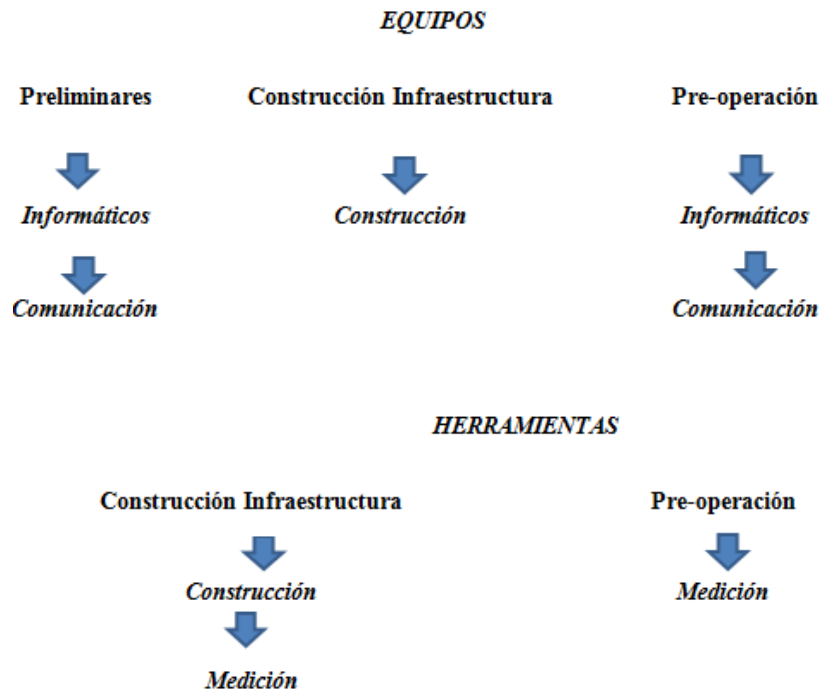 EQUIPOS
Preliminares Construcción Infraestructura Pre-operación
Informáticos Construcción Informáticos
Comunicación Comunicación
HERRAMIENTAS
Construcción Infraestructura Pre-operación
Construcción Medición
Medición